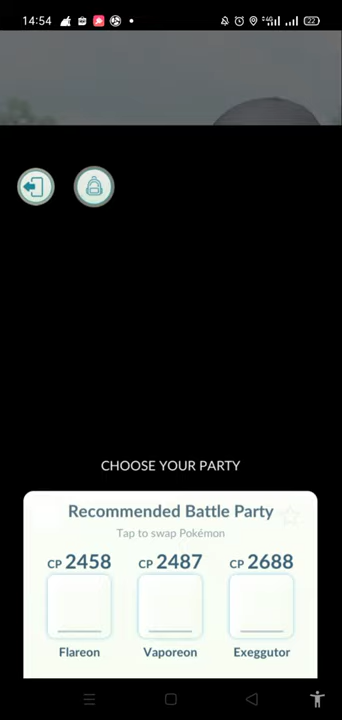 14:54 22
CHOOSE YOUR PARTY
Recommended Battle Party
Tap to swap Pokémon
CP 2458 CP 2487 CP 2688
Flareon Vaporeon Exeggutor